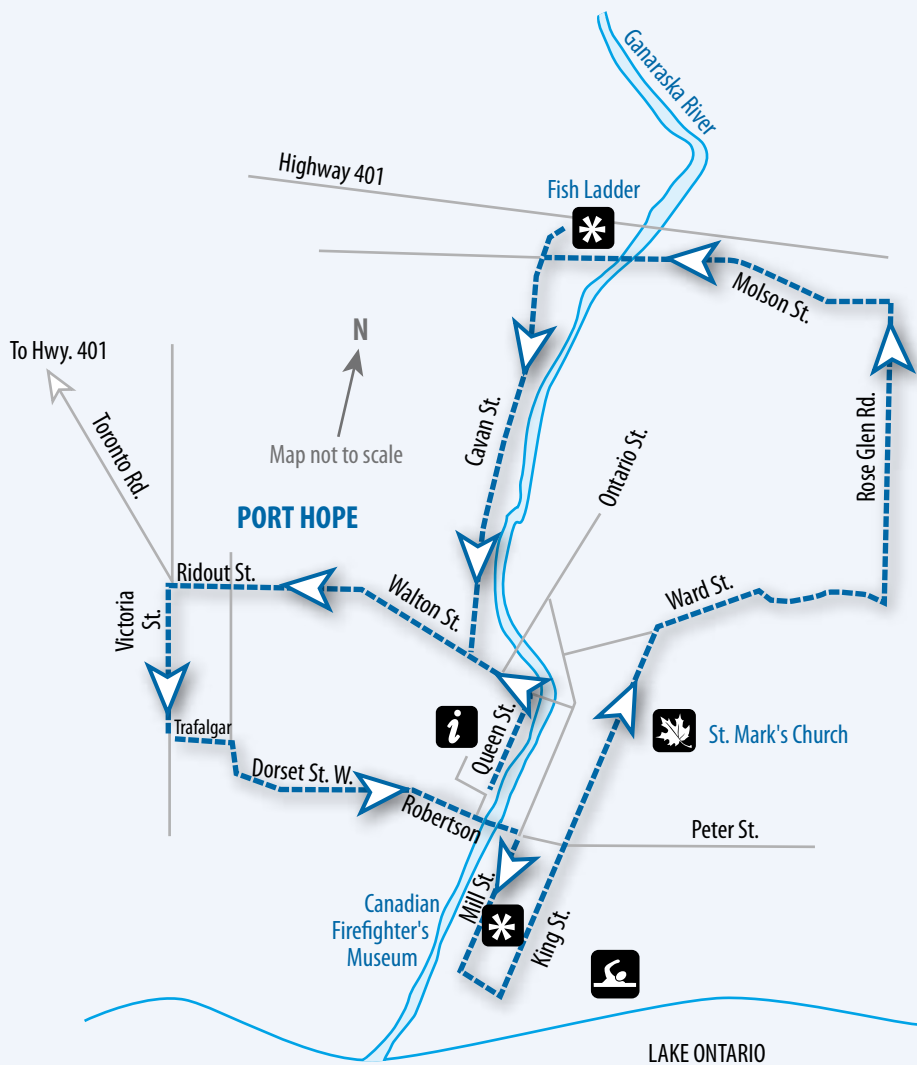 Ganaraska River
Highway 401
Fish Ladder
Molson St.
N
To Hwy. 401
Map not to scale
Toronto Rd.
Cavan St.
Rose Glen Rd.
Ontario St.
PORT HOPE
Ridout St.
Walton St.
Ward St.
Victoria
St.
i
Queen St.
St. Mark's Church
Trafalgar
Dorset St. W.
Robertson
Peter St.
Mill St.
King St.
Canadian
Firefighter's
Museum
LAKE ONTARIO